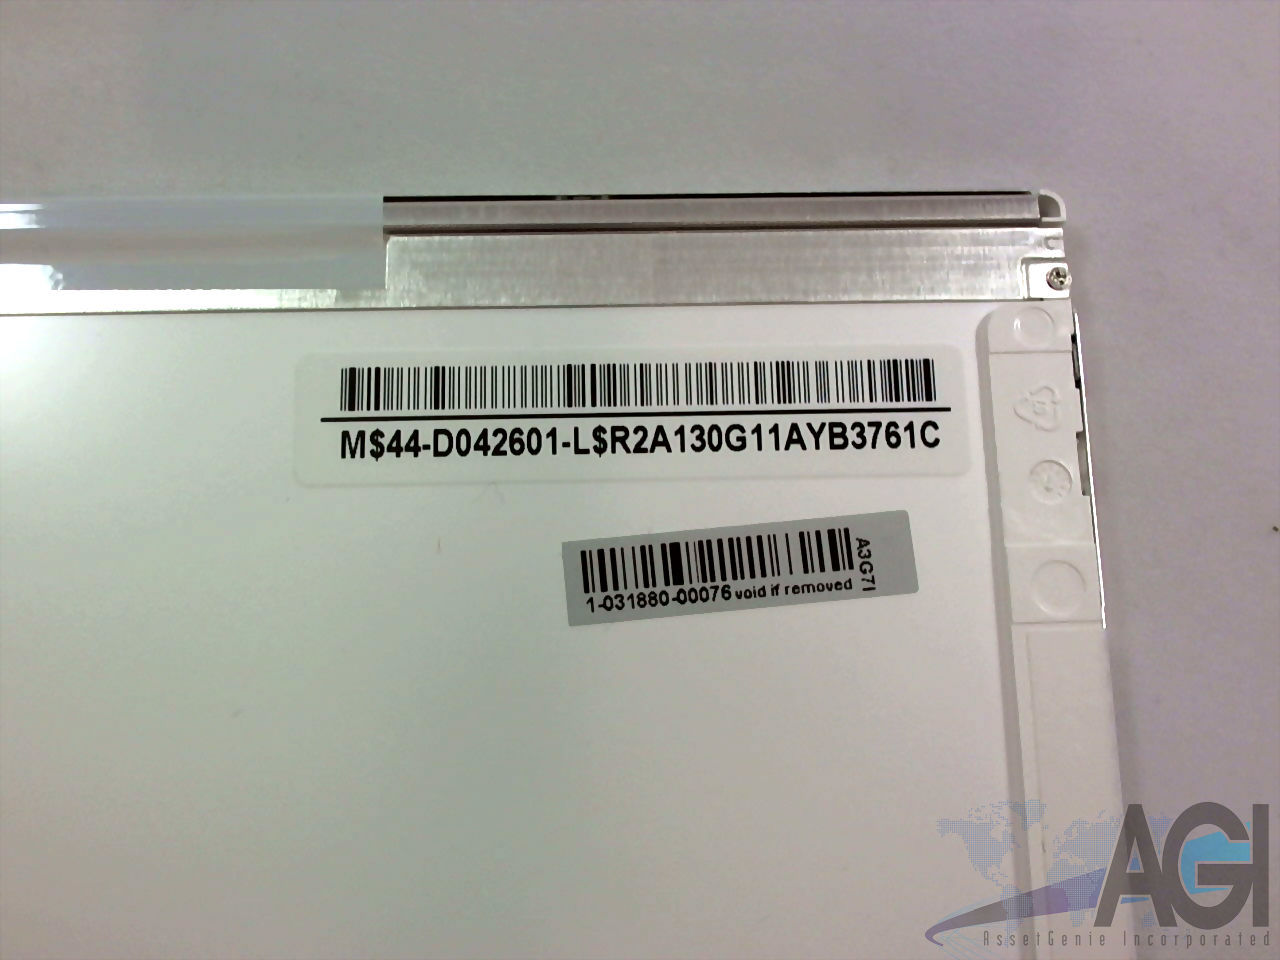 M$44-D042601-L$R2A130G11AYB3761C
1-031880-00076 void if removed
A3G7I
AGI
AssetGenie Incorporated